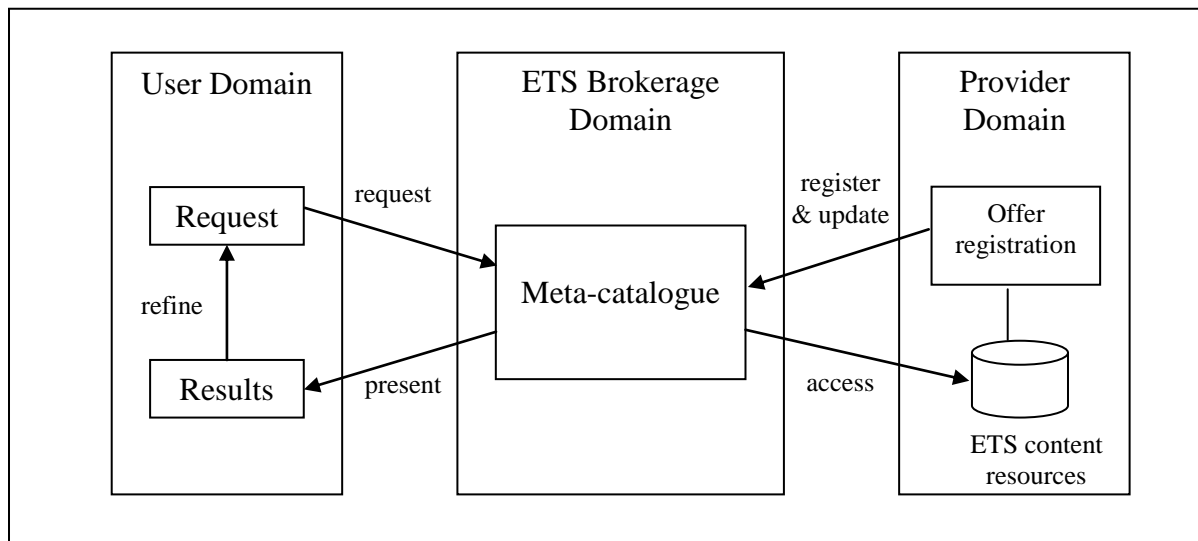 User Domain
Request
refine
Results
request
present
ETS Brokerage
Domain
Meta-catalogue
register
& update
access
Provider
Domain
Offer
registration
ETS content
resources